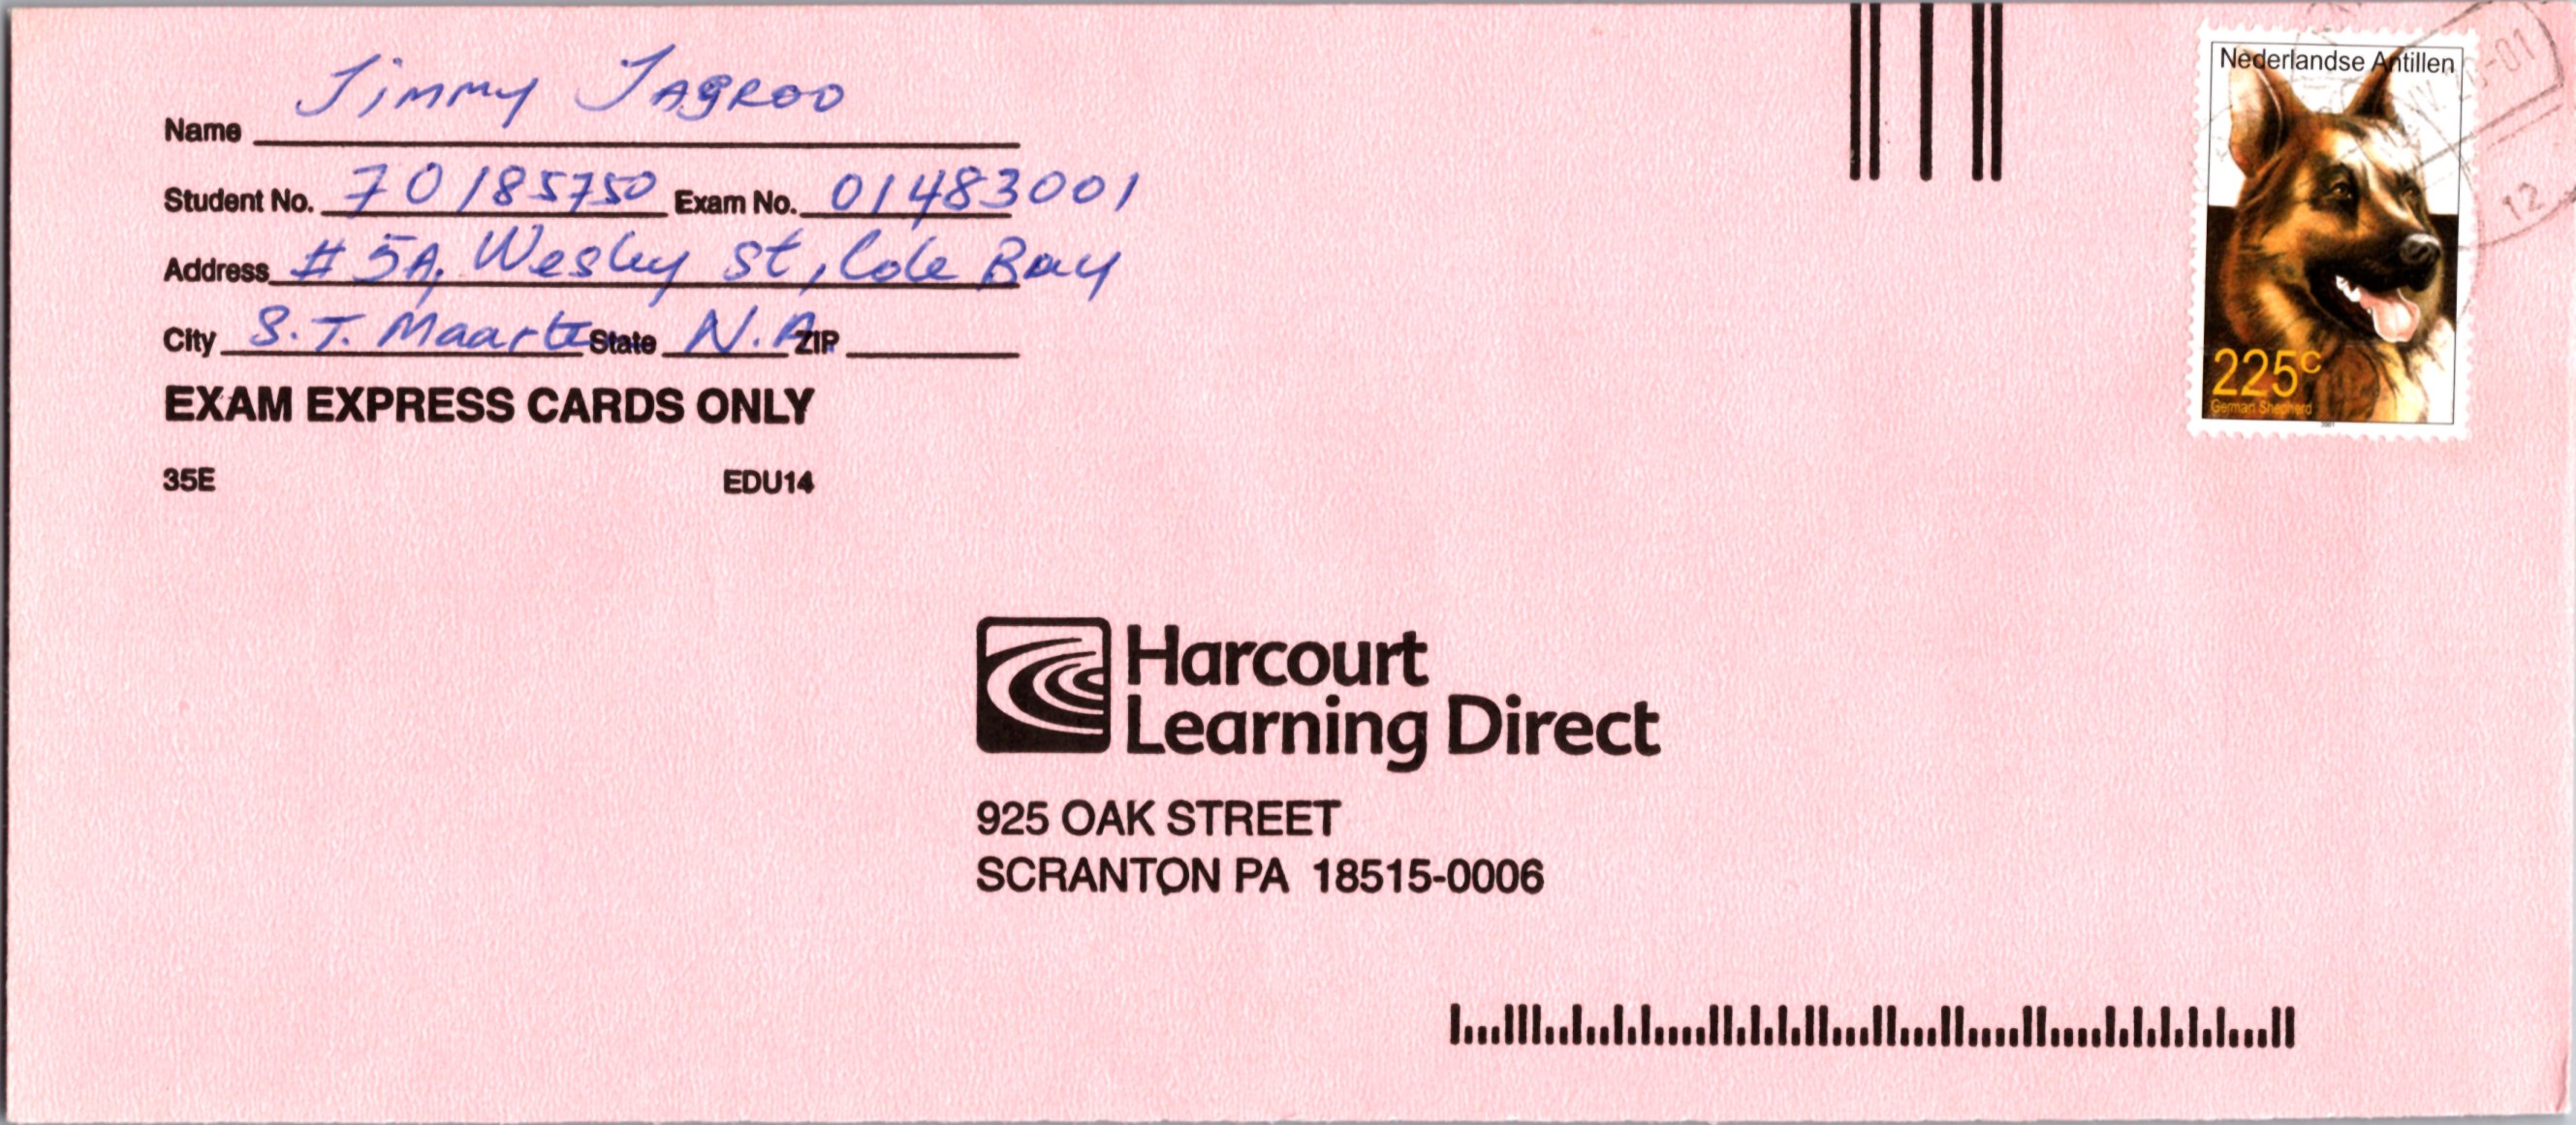 Name Jimmy Jagroo
Student No. 70185750 Exam No. 01483001
Address #5A, Wesley st, Cole Bay
City S.T. Maarten State N.A. ZIP
EXAM EXPRESS CARDS ONLY
35E EDU14
Nederlandse Antillen
-01
12
225c
German Shepherd
2001
Harcourt
Learning Direct
925 OAK STREET
SCRANTON PA 18515-0006